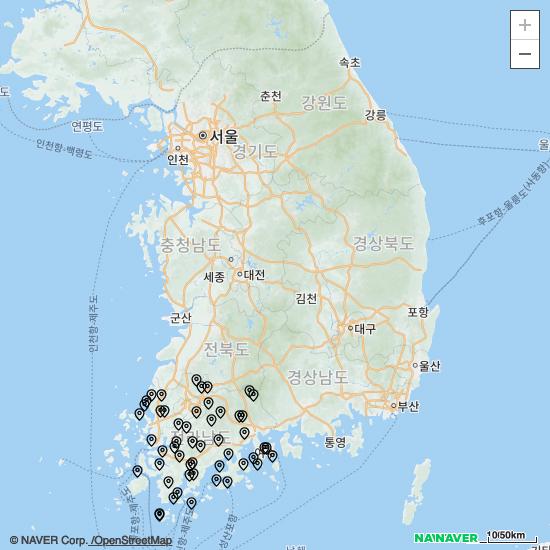 +
−
속초
춘천
강원도
강릉
도
연평도
서울
인천
경기도
인천항-백령도
울
후포항-울릉도(사동항)
충청남도
경상북도
세종
대전
김천
군산
포항
인천항-제주도
대구
전북도
경상남도
울산
부산
통영
NAVER
10/50km
© NAVER Corp. /OpenStreetMap